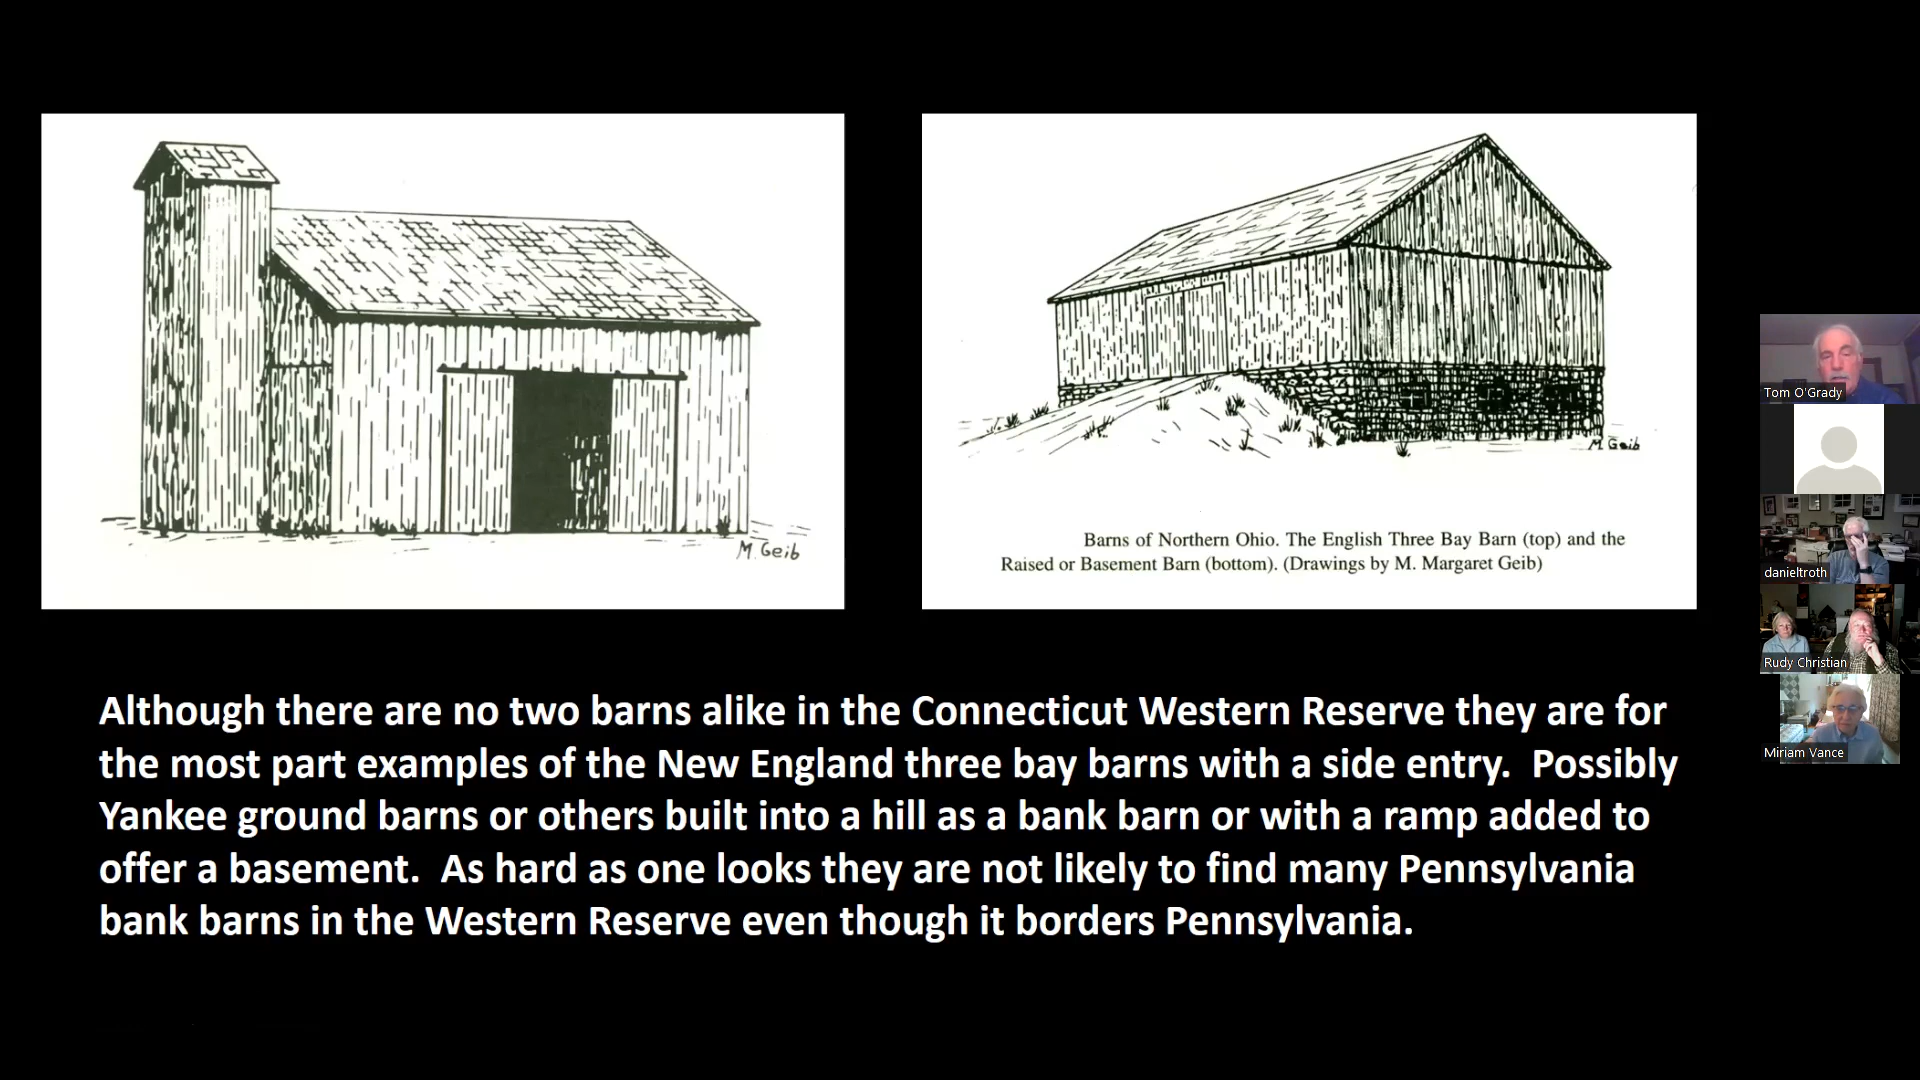 M. Geib
M. Geib
Barns of Northern Ohio. The English Three Bay Barn (top) and the
Raised or Basement Barn (bottom). (Drawings by M. Margaret Geib)
Although there are no two barns alike in the Connecticut Western Reserve they are for
the most part examples of the New England three bay barns with a side entry.  Possibly
Yankee ground barns or others built into a hill as a bank barn or with a ramp added to
offer a basement.  As hard as one looks they are not likely to find many Pennsylvania
bank barns in the Western Reserve even though it borders Pennsylvania.
Tom O'Grady
danieltroth
Rudy Christian
Miriam Vance